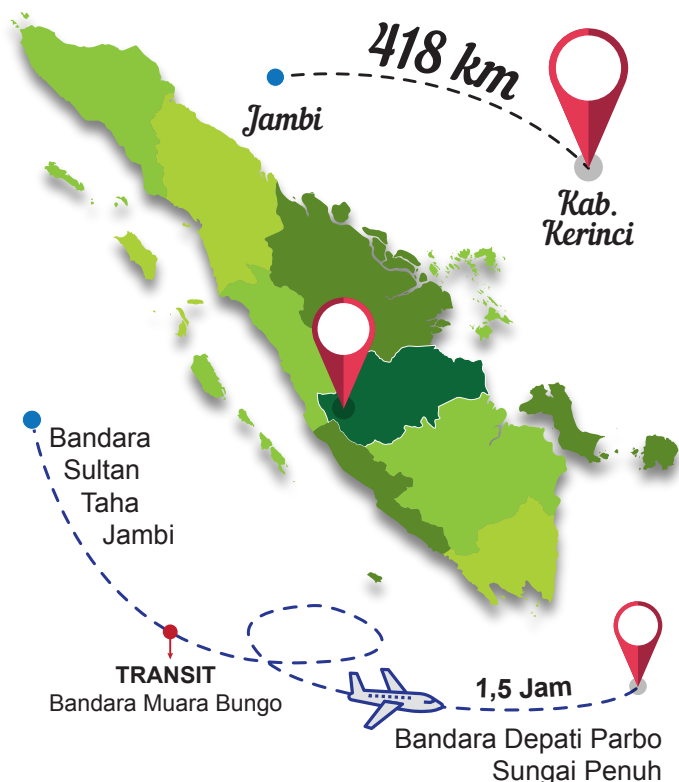 418 km
Jambi
Kab.
Kerinci
Bandara
Sultan
Taha
Jambi
TRANSIT
Bandara Muara Bungo
1,5 Jam
Bandara Depati Parbo
Sungai Penuh